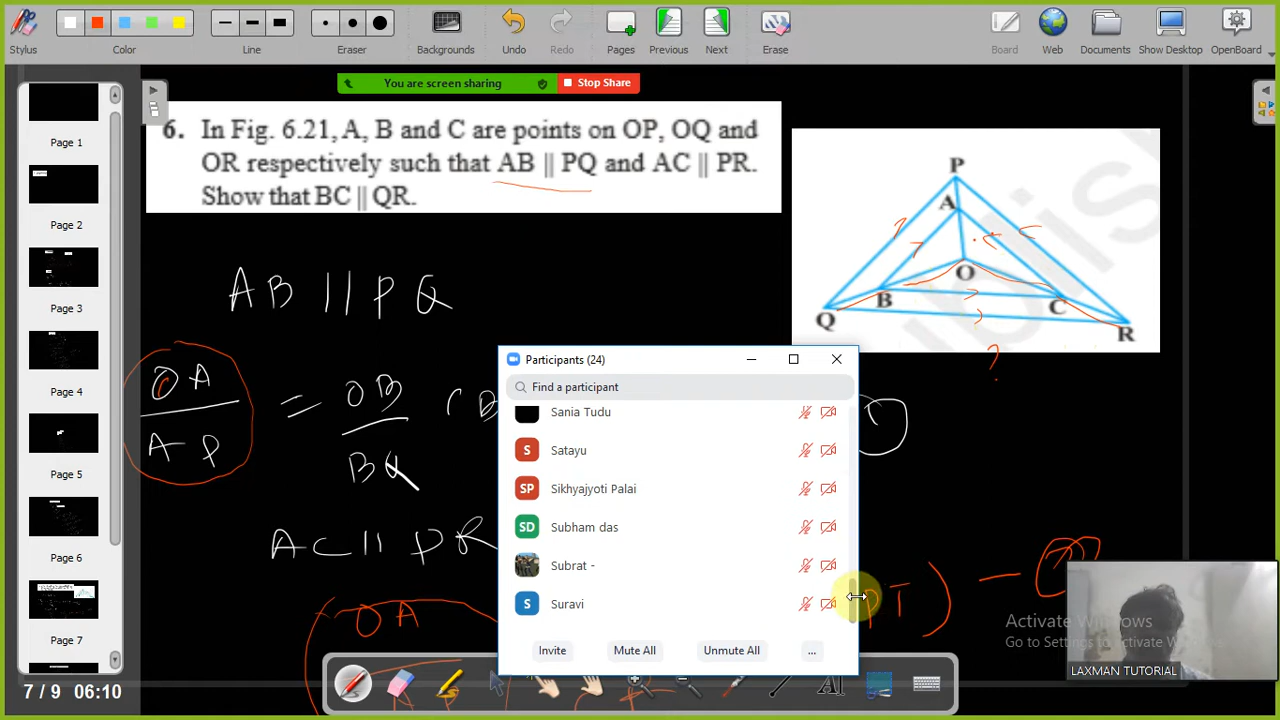 Stylus
Color
Line
Eraser
Backgrounds
Undo
Redo
Pages
Previous
Next
Erase
Board
Web
Documents
Show Desktop
OpenBoard
You are screen sharing
Stop Share
Page 1
Page 2
Page 3
Page 4
Page 5
Page 6
Page 7
7 / 9 06:10
6. In Fig. 6.21, A, B and C are points on OP, OQ and
OR respectively such that AB || PQ and AC || PR.
Show that BC || QR.
P
A
O
B
C
Q
R
?
AB || PQ
OA/AP = OB/BQ (B
AC || PR
OA
AP
PT) –
Participants (24)
Find a participant
Sania Tudu
S Satayu
SP Sikhyajyoti Palai
SD Subham das
Subrat -
S Suravi
Invite
Mute All
Unmute All
...
Activate Windows
Go to Settings to activate Windows.
LAXMAN TUTORIAL